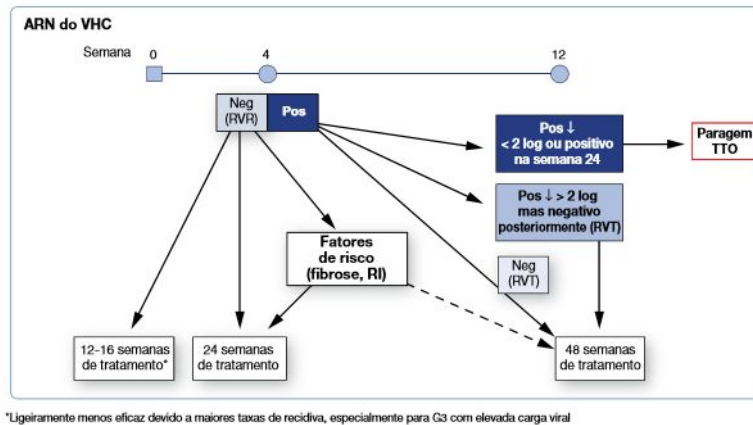 ARN do VHC
Semana
0
4
12
Neg
(RVR)
Pos
Pos ↓
< 2 log ou positivo
na semana 24
Paragem
TTO
Pos ↓ > 2 log
mas negativo
posteriormente (RVT)
Fatores
de risco
(fibrose, RI)
Neg
(RVT)
12-16 semanas
de tratamento*
24 semanas
de tratamento
48 semanas
de tratamento
*Ligeiramente menos eficaz devido a maiores taxas de recidiva, especialmente para G3 com elevada carga viral